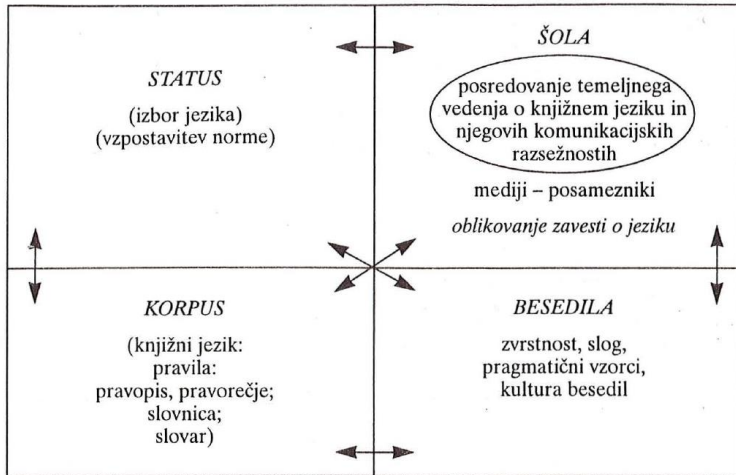 STATUS
(izbor jezika)
(vzpostavitev norme)
ŠOLA
posredovanje temeljnega
vedenja o knjižnem jeziku in
njegovih komunikacijskih
razsežnostih
mediji – posamezniki
oblikovanje zavesti o jeziku
KORPUS
(knjižni jezik:
pravila:
pravopis, pravorečje;
slovnica;
slovar)
BESEDILA
zvrstnost, slog,
pragmatični vzorci,
kultura besedil